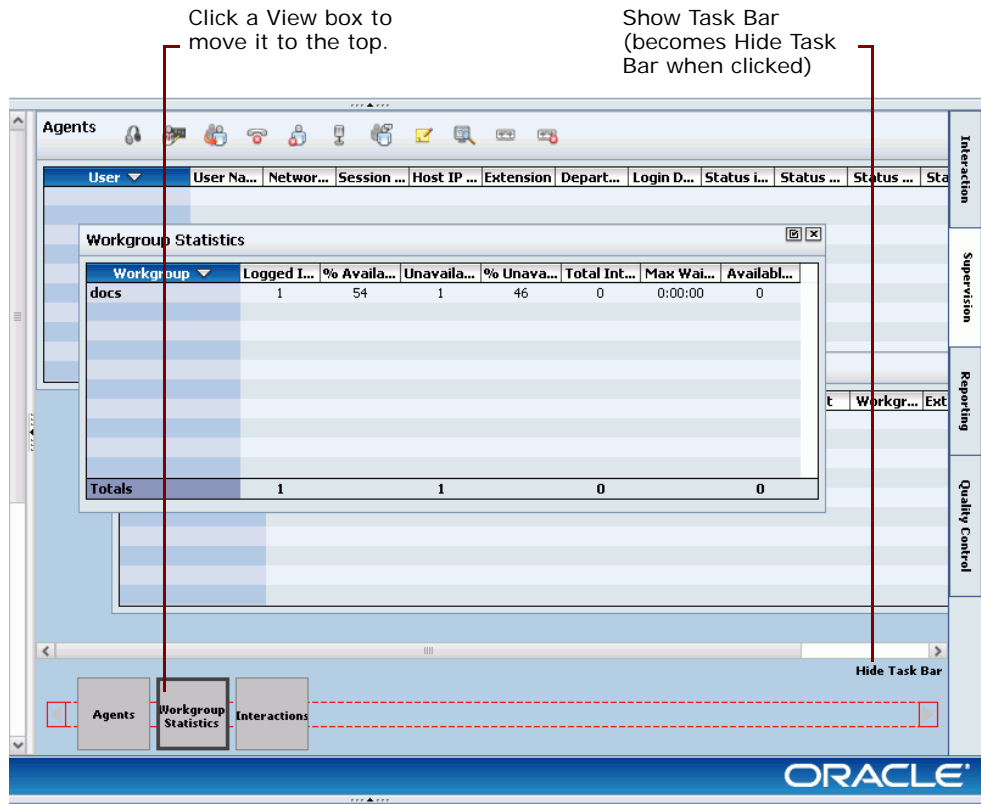 Click a View box to
move it to the top.
Show Task Bar
(becomes Hide Task
Bar when clicked)
Agents
User User Na... Networ... Session ... Host IP ... Extension Depart... Login D... Status i... Status ... Status ... Sta
Workgroup Statistics
Workgroup Logged I... % Availa... Unavaila... % Unava... Total Int... Max Wai... Availabl...
docs 1 54 1 46 0 0:00:00 0
Totals 1 1 0 0
t Workgr... Ext
Interaction
Supervision
Reporting
Quality Control
Hide Task Bar
Agents
Workgroup
Statistics
Interactions
ORACLE